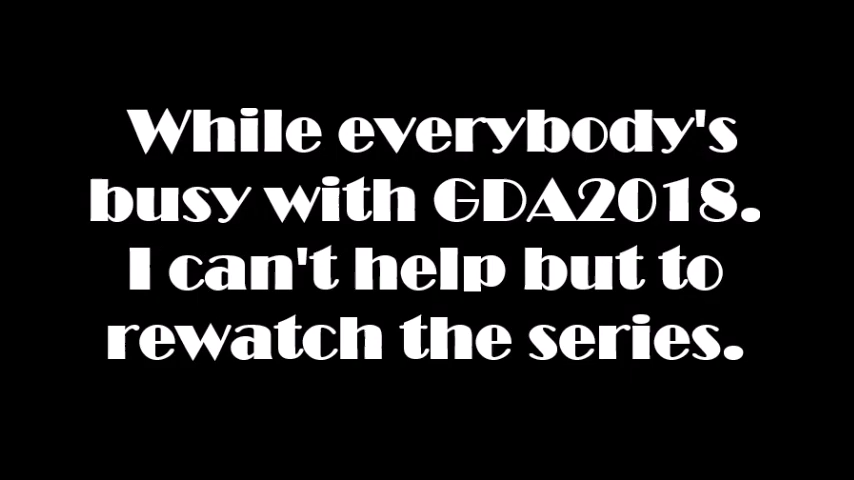 While everybody's
busy with GDA2018.
I can't help but to
rewatch the series.